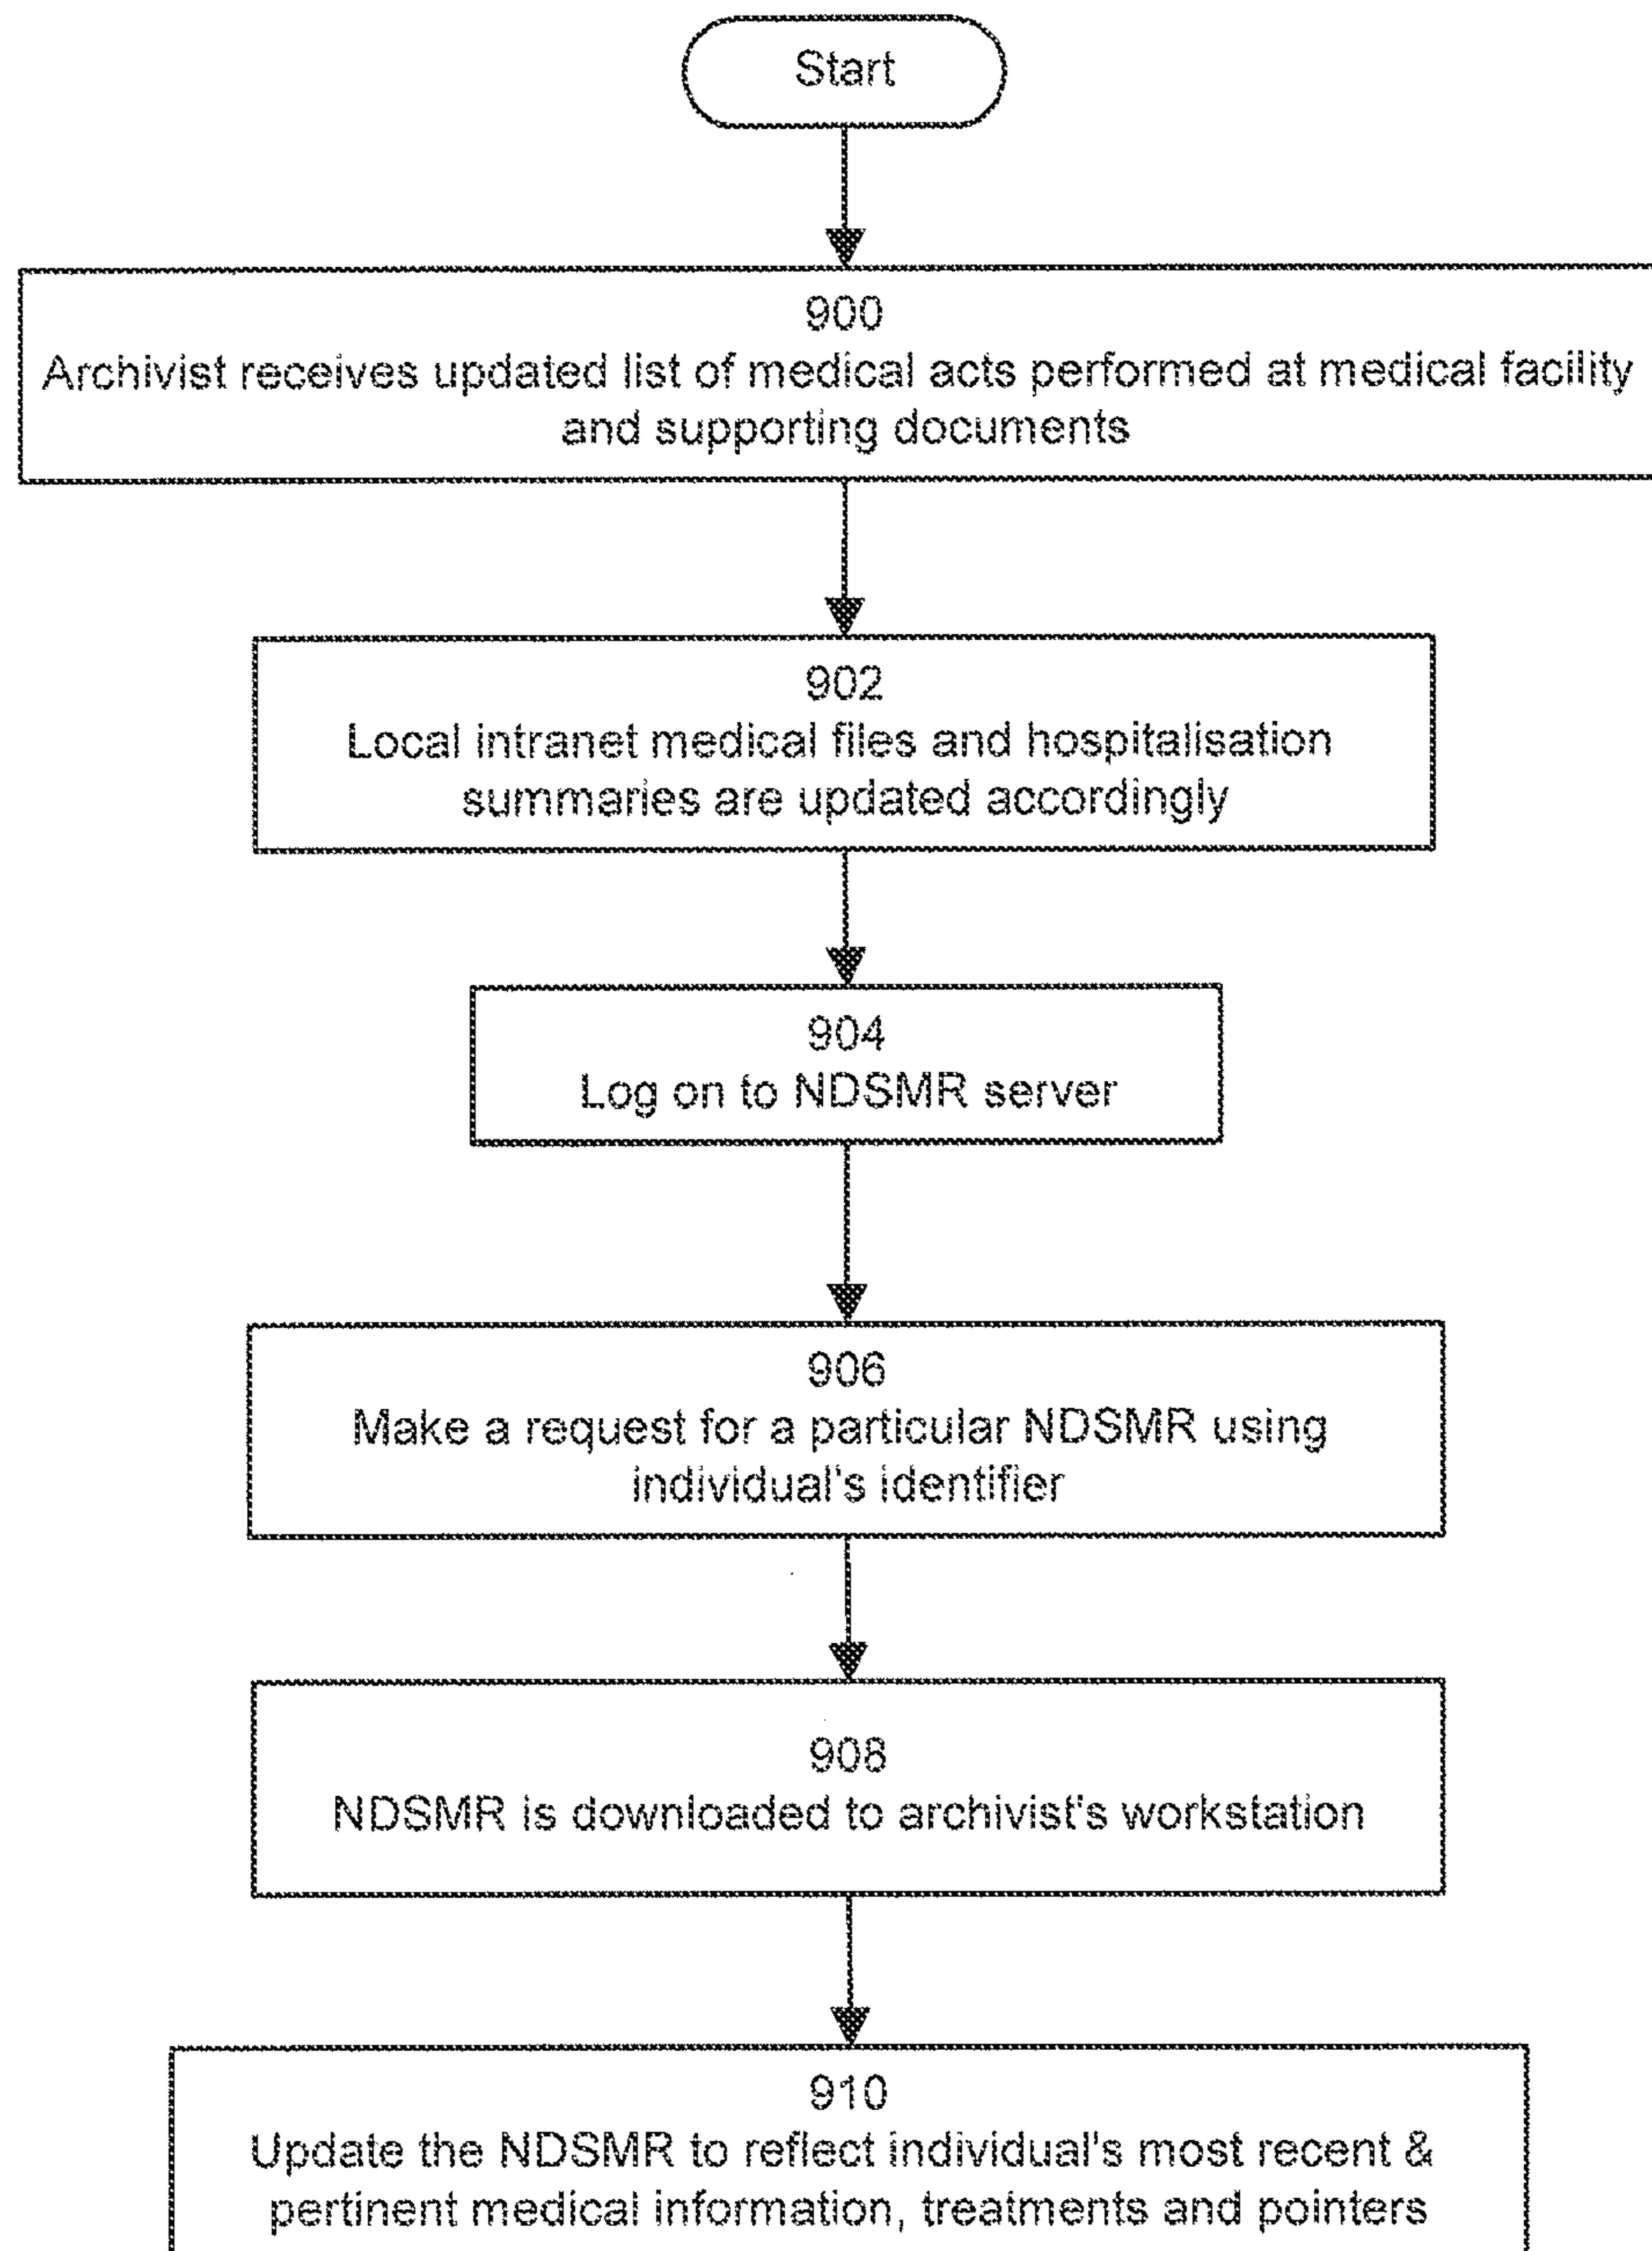 Start
900
Archivist receives updated list of medical acts performed at medical facility
and supporting documents
902
Local intranet medical files and hospitalisation
summaries are updated accordingly
904
Log on to NDSMR server
906
Make a request for a particular NDSMR using
individual's identifier
908
NDSMR is downloaded to archivist's workstation
910
Update the NDSMR to reflect individual's most recent &
pertinent medical information, treatments and pointers